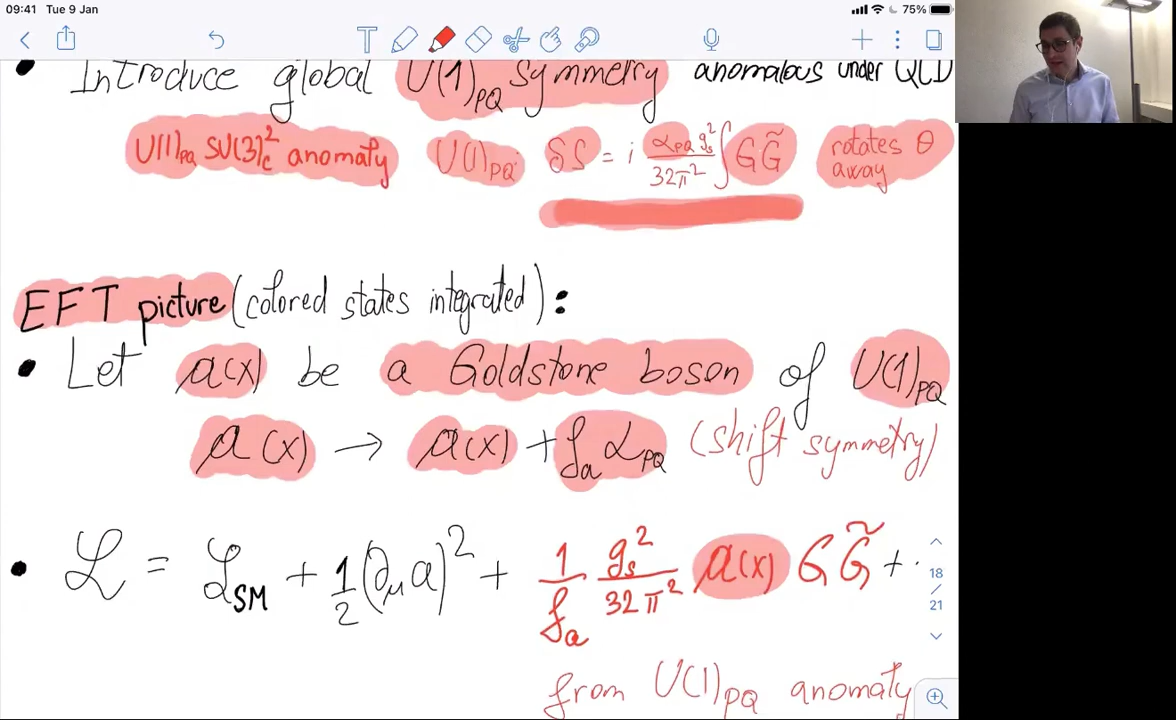 09:41 Tue 9 Jan
75%
• Introduce global U(1)PQ symmetry anomalous under QCD
U(1)PQ SU(3)c² anomaly U(1)PQ: δS = i αPQ gs² / 32π² ∫ G G̃ rotates θ away
EFT picture (colored states integrated):
• Let a(x) be a Goldstone boson of U(1)PQ
a(x) → a(x) + fa αPQ (shift symmetry)
• ℒ = ℒSM + 1/2 (∂μ a)² + 1/fa gs²/32π² a(x) G G̃ + ..
18 / 21
from U(1)PQ anomaly